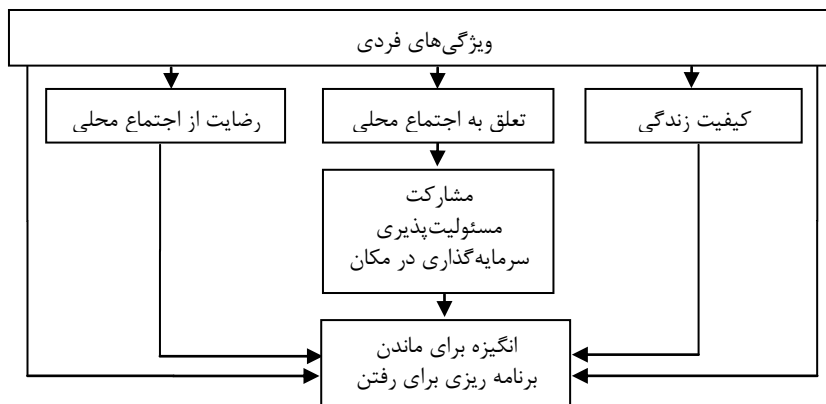 ویژگی‌های فردی
کیفیت زندگی
تعلق به اجتماع محلی
رضایت از اجتماع محلی
مشارکت
مسئولیت‌پذیری
سرمایه‌گذاری در مکان
انگیزه برای ماندن
برنامه ریزی برای رفتن